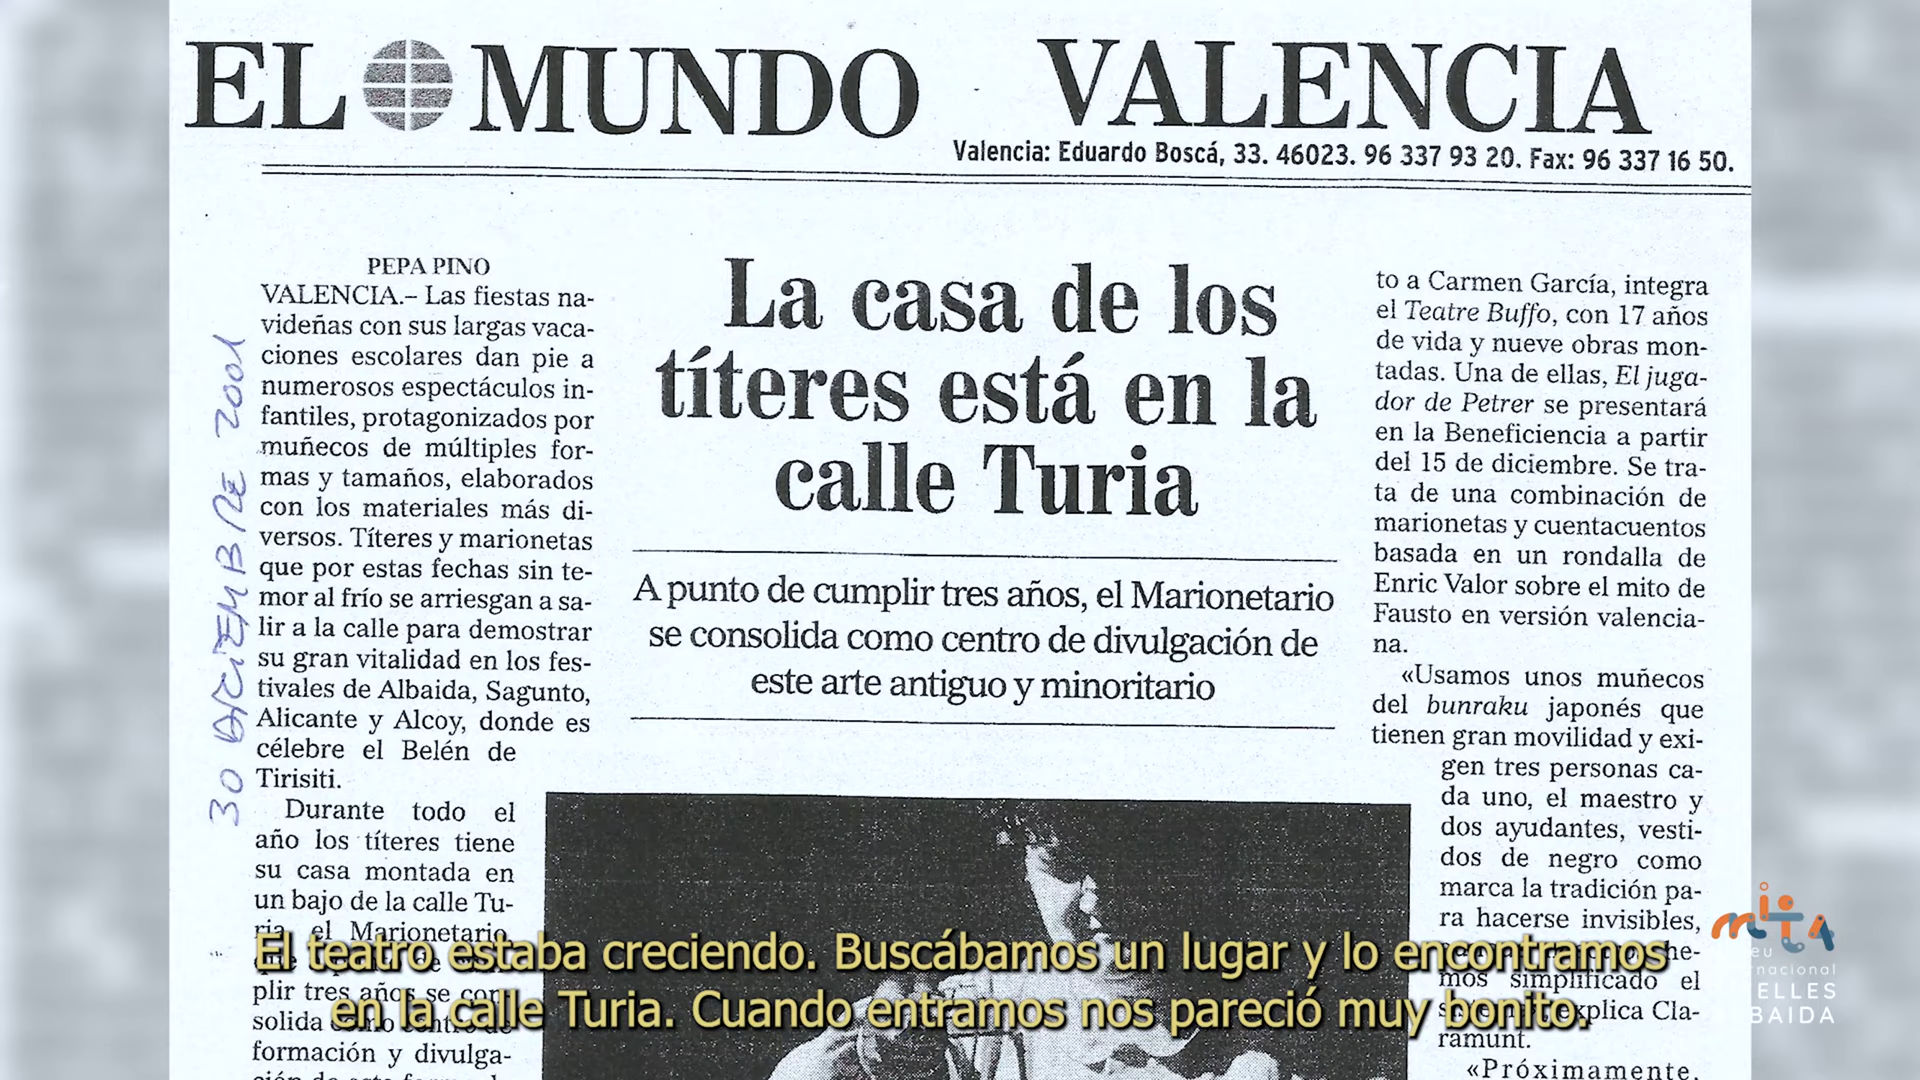 EL MUNDO VALENCIA
Valencia: Eduardo Boscá, 33. 46023. 96 337 93 20. Fax: 96 337 16 50.
30 DICIEMBRE 2001
La casa de los
títeres está en la
calle Turia
A punto de cumplir tres años, el Marionetario
se consolida como centro de divulgación de
este arte antiguo y minoritario
PEPA PINO
VALENCIA.– Las fiestas na-
videñas con sus largas vaca-
ciones escolares dan pie a
numerosos espectáculos in-
fantiles, protagonizados por
muñecos de múltiples for-
mas y tamaños, elaborados
con los materiales más di-
versos. Títeres y marionetas
que por estas fechas sin te-
mor al frío se arriesgan a sa-
lir a la calle para demostrar
su gran vitalidad en los fes-
tivales de Albaida, Sagunto,
Alicante y Alcoy, donde es
célebre el Belén de
Tirisiti.
Durante todo el
año los títeres tiene
su casa montada en
un bajo de la calle Tu-
ria, el Marionetario
plir tres años se con-
solida como centro de
formación y divulga-
to a Carmen García, integra
el Teatre Buffo, con 17 años
de vida y nueve obras mon-
tadas. Una de ellas, El juga-
dor de Petrer se presentará
en la Beneficiencia a partir
del 15 de diciembre. Se tra-
ta de una combinación de
marionetas y cuentacuentos
basada en un rondalla de
Enric Valor sobre el mito de
Fausto en versión valencia-
na.
«Usamos unos muñecos
del bunraku japonés que
tienen gran movilidad y exi-
gen tres personas ca-
da uno, el maestro y
dos ayudantes, vesti-
dos de negro como
marca la tradición pa-
ra hacerse invisibles,
he-
mos simplificado el
explica Cla-
ramunt.
«Próximamente,
El teatro estaba creciendo. Buscábamos un lugar y lo encontramos
en la calle Turia. Cuando entramos nos pareció muy bonito.
MITA